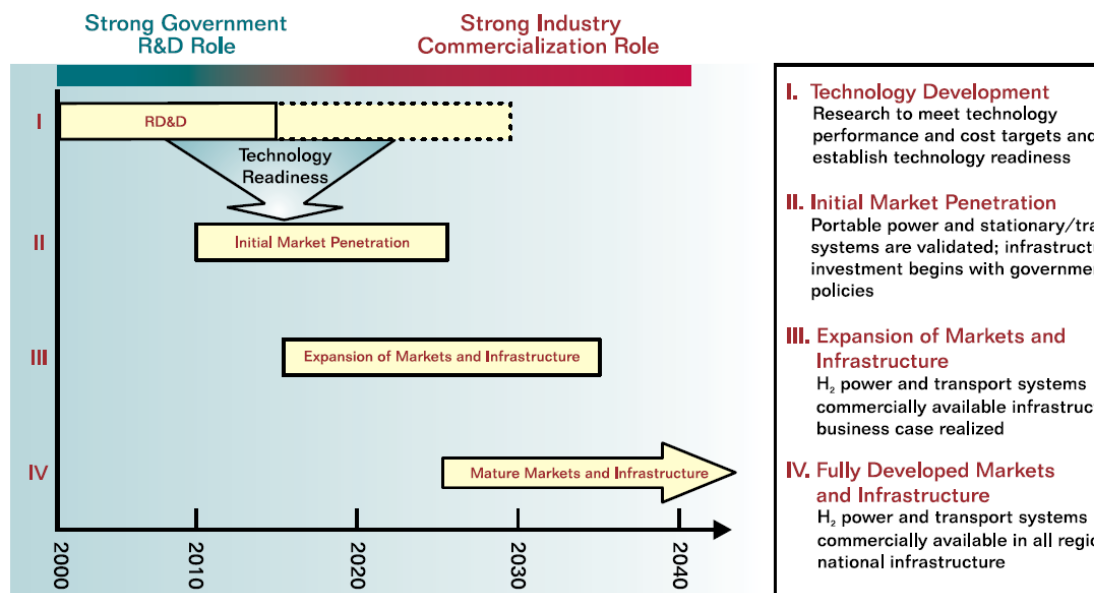 Strong Government
R&D Role
Strong Industry
Commercialization Role
I
RD&D
Technology
Readiness
II
Initial Market Penetration
III
Expansion of Markets and Infrastructure
IV
Mature Markets and Infrastructure
2000
2010
2020
2030
2040
I. Technology Development
Research to meet technology
performance and cost targets and
establish technology readiness
II. Initial Market Penetration
Portable power and stationary/tra
systems are validated; infrastruct
investment begins with governmen
policies
III. Expansion of Markets and
Infrastructure
H₂ power and transport systems
commercially available infrastruc
business case realized
IV. Fully Developed Markets
and Infrastructure
H₂ power and transport systems
commercially available in all regio
national infrastructure